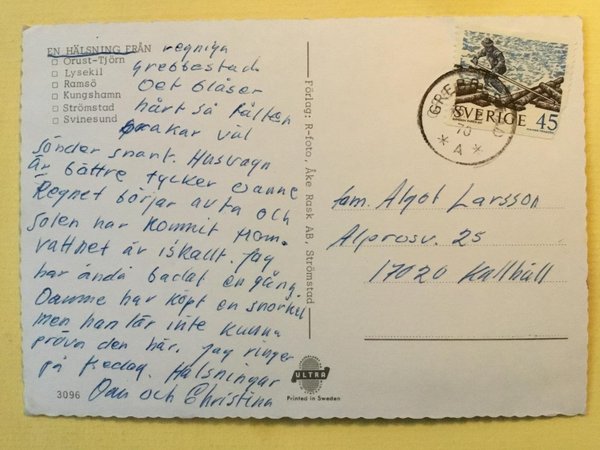 EN HÄLSNING FRÅN regniga
Orust-Tjörn grebbestad
Lysekil
Ramsö Det blåser
Kungshamn hårt så tälten
Strömstad brakar väl
Svinesund
sönder snart. Husvagn
är bättre tycker Danne
Regnet börjar avta och
solen har kommit men
vattnet är iskallt. Jag
har ändå badat en gång.
Danne har köpt en snorkel
men han lär inte kunna
pröva den här. Jag ringer
på fredag. Hälsningar
Dan och Christina
3096
Förlag: R-foto, Åke Rask AB, Strömstad
ULTRA
Printed in Sweden
SVERIGE 45
70
* A *
fam. Algot Larsson
Alprosv. 25
17020 Kallhäll